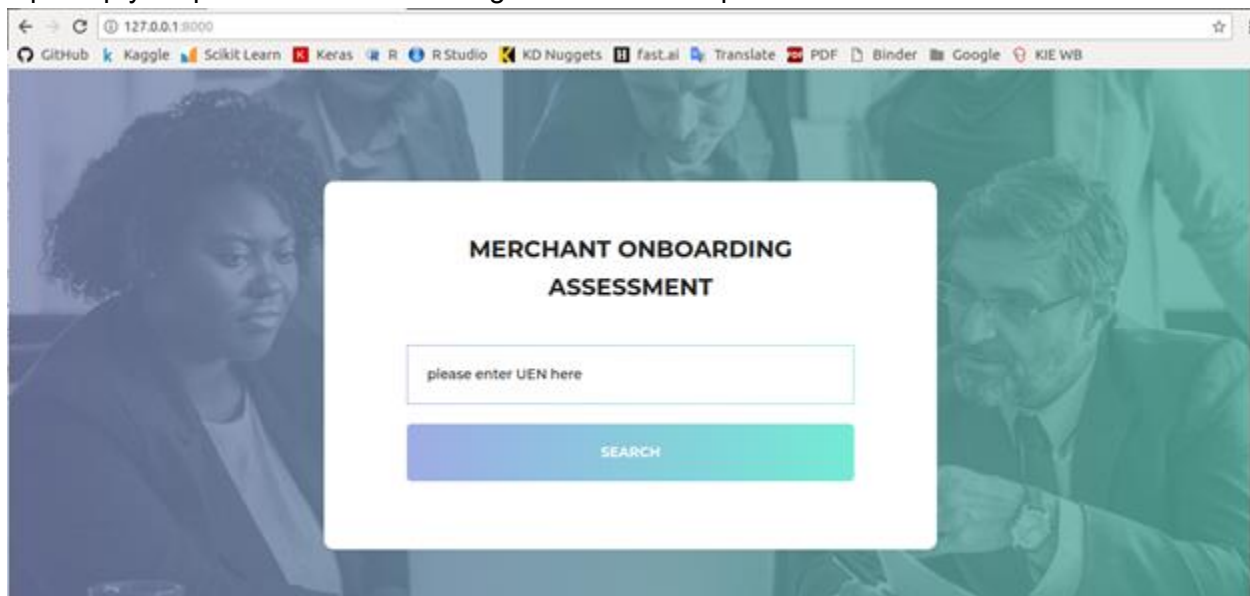 127.0.0.1:8000
GitHub Kaggle Scikit Learn Keras R R Studio KD Nuggets fast.ai Translate PDF Binder Google KIE WB
MERCHANT ONBOARDING
ASSESSMENT
please enter UEN here
SEARCH